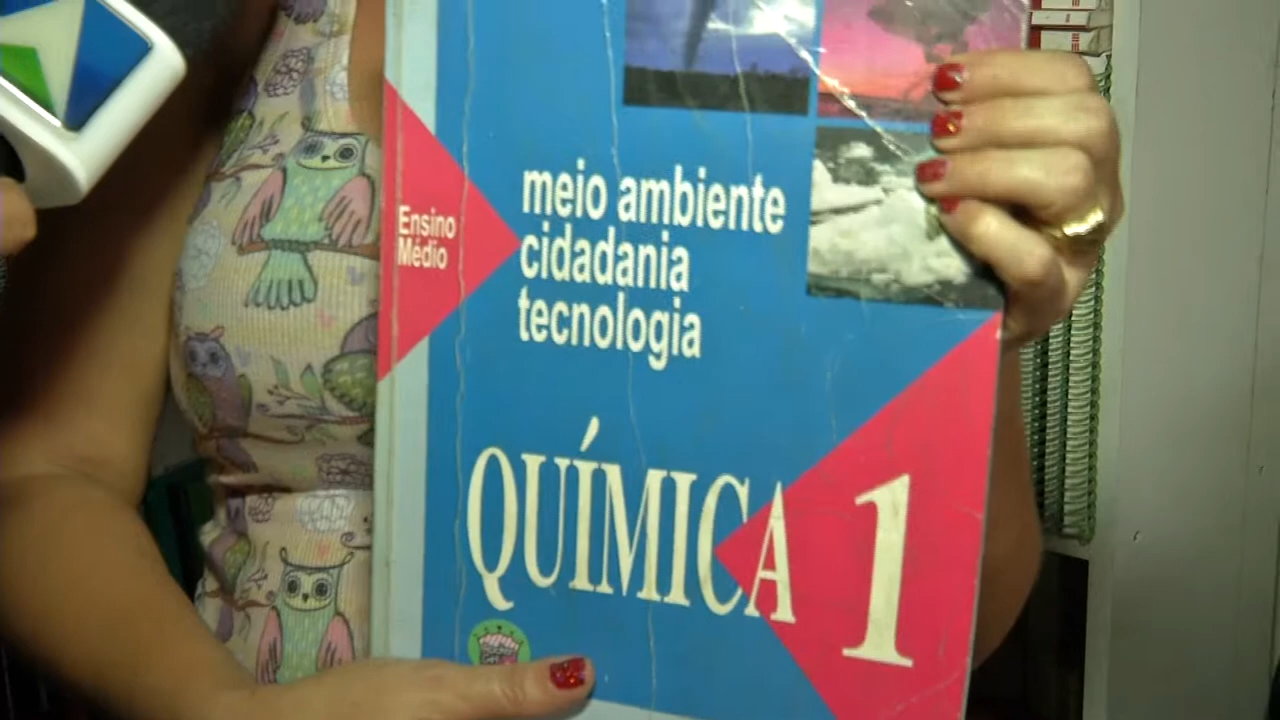 meio ambiente
cidadania
tecnologia
Ensino
Médio
QUÍMICA 1